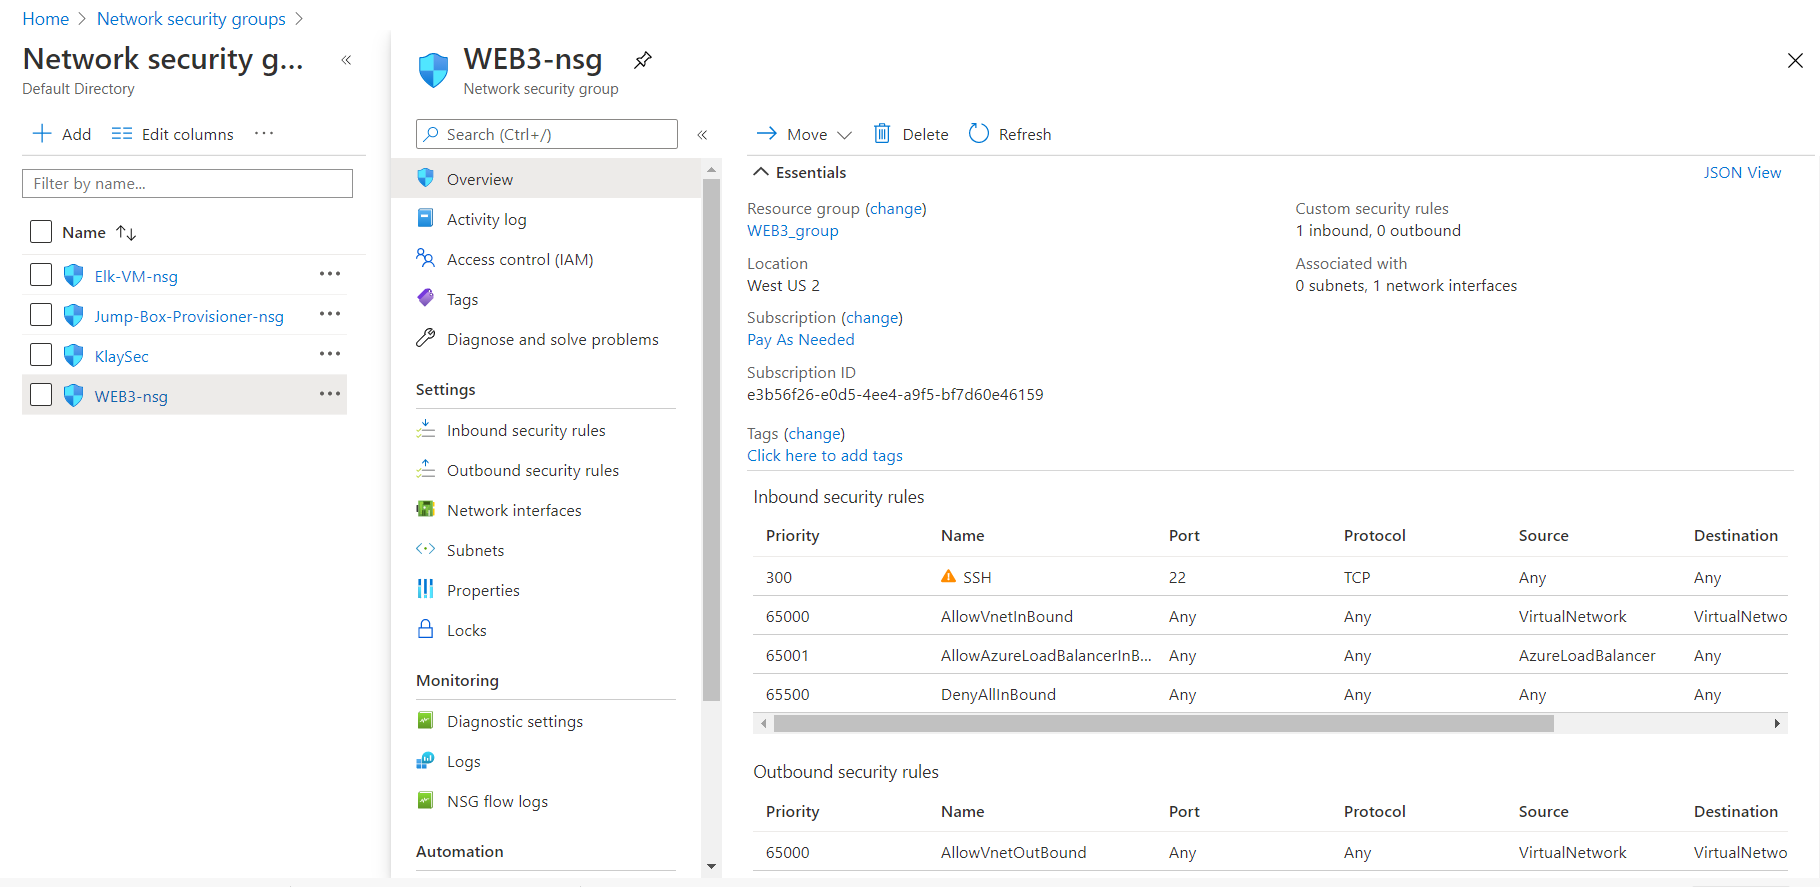 Home > Network security groups >
Network security g...
Default Directory
Add Edit columns ...
Filter by name...
Name
Elk-VM-nsg
Jump-Box-Provisioner-nsg
KlaySec
WEB3-nsg
WEB3-nsg
Network security group
Search (Ctrl+/)
Overview
Activity log
Access control (IAM)
Tags
Diagnose and solve problems
Settings
Inbound security rules
Outbound security rules
Network interfaces
Subnets
Properties
Locks
Monitoring
Diagnostic settings
Logs
NSG flow logs
Automation
Move Delete Refresh
Essentials JSON View
Resource group (change)
WEB3_group
Location
West US 2
Subscription (change)
Pay As Needed
Subscription ID
e3b56f26-e0d5-4ee4-a9f5-bf7d60e46159
Tags (change)
Click here to add tags
Custom security rules
1 inbound, 0 outbound
Associated with
0 subnets, 1 network interfaces
Inbound security rules
Priority Name Port Protocol Source Destination
300 SSH 22 TCP Any Any
65000 AllowVnetInBound Any Any VirtualNetwork VirtualNetwo
65001 AllowAzureLoadBalancerInB... Any Any AzureLoadBalancer Any
65500 DenyAllInBound Any Any Any Any
Outbound security rules
Priority Name Port Protocol Source Destination
65000 AllowVnetOutBound Any Any VirtualNetwork VirtualNetwo